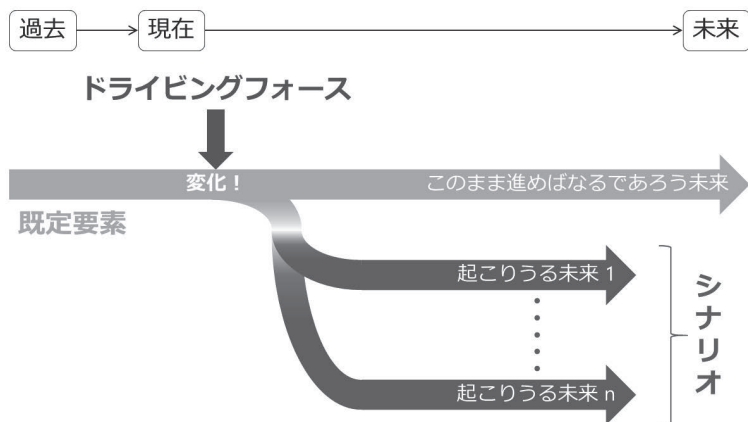 過去
現在
未来
ドライビングフォース
変化！
このまま進めばなるであろう未来
既定要素
起こりうる未来 1
起こりうる未来 n
シナリオ